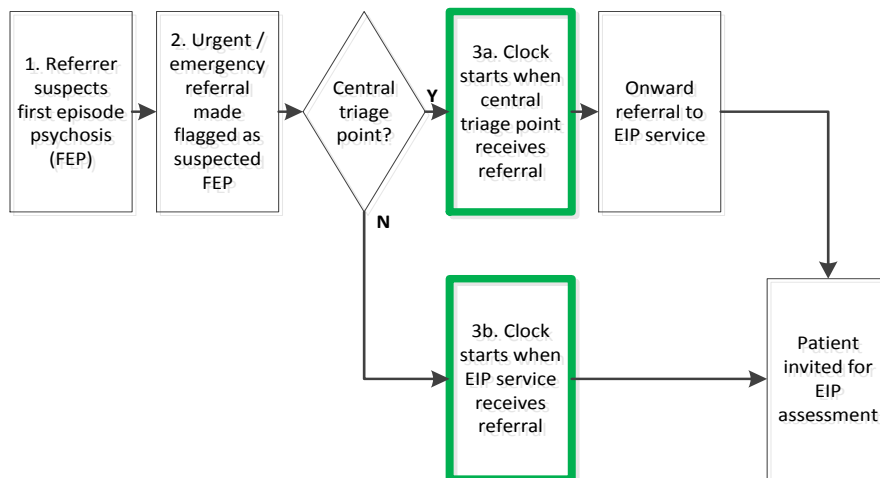 1. Referrer
suspects
first episode
psychosis
(FEP)
2. Urgent /
emergency
referral
made
flagged as
suspected
FEP
Central
triage
point?
Y
N
3a. Clock
starts when
central
triage point
receives
referral
Onward
referral to
EIP service
3b. Clock
starts when
EIP service
receives
referral
Patient
invited for
EIP
assessment